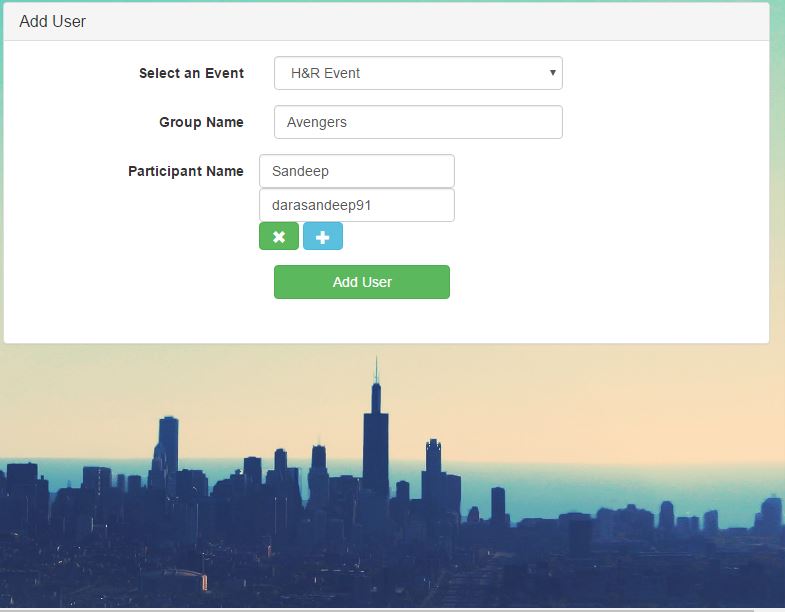 Add User
Select an Event H&R Event
Group Name Avengers
Participant Name Sandeep
darasandeep91
Add User